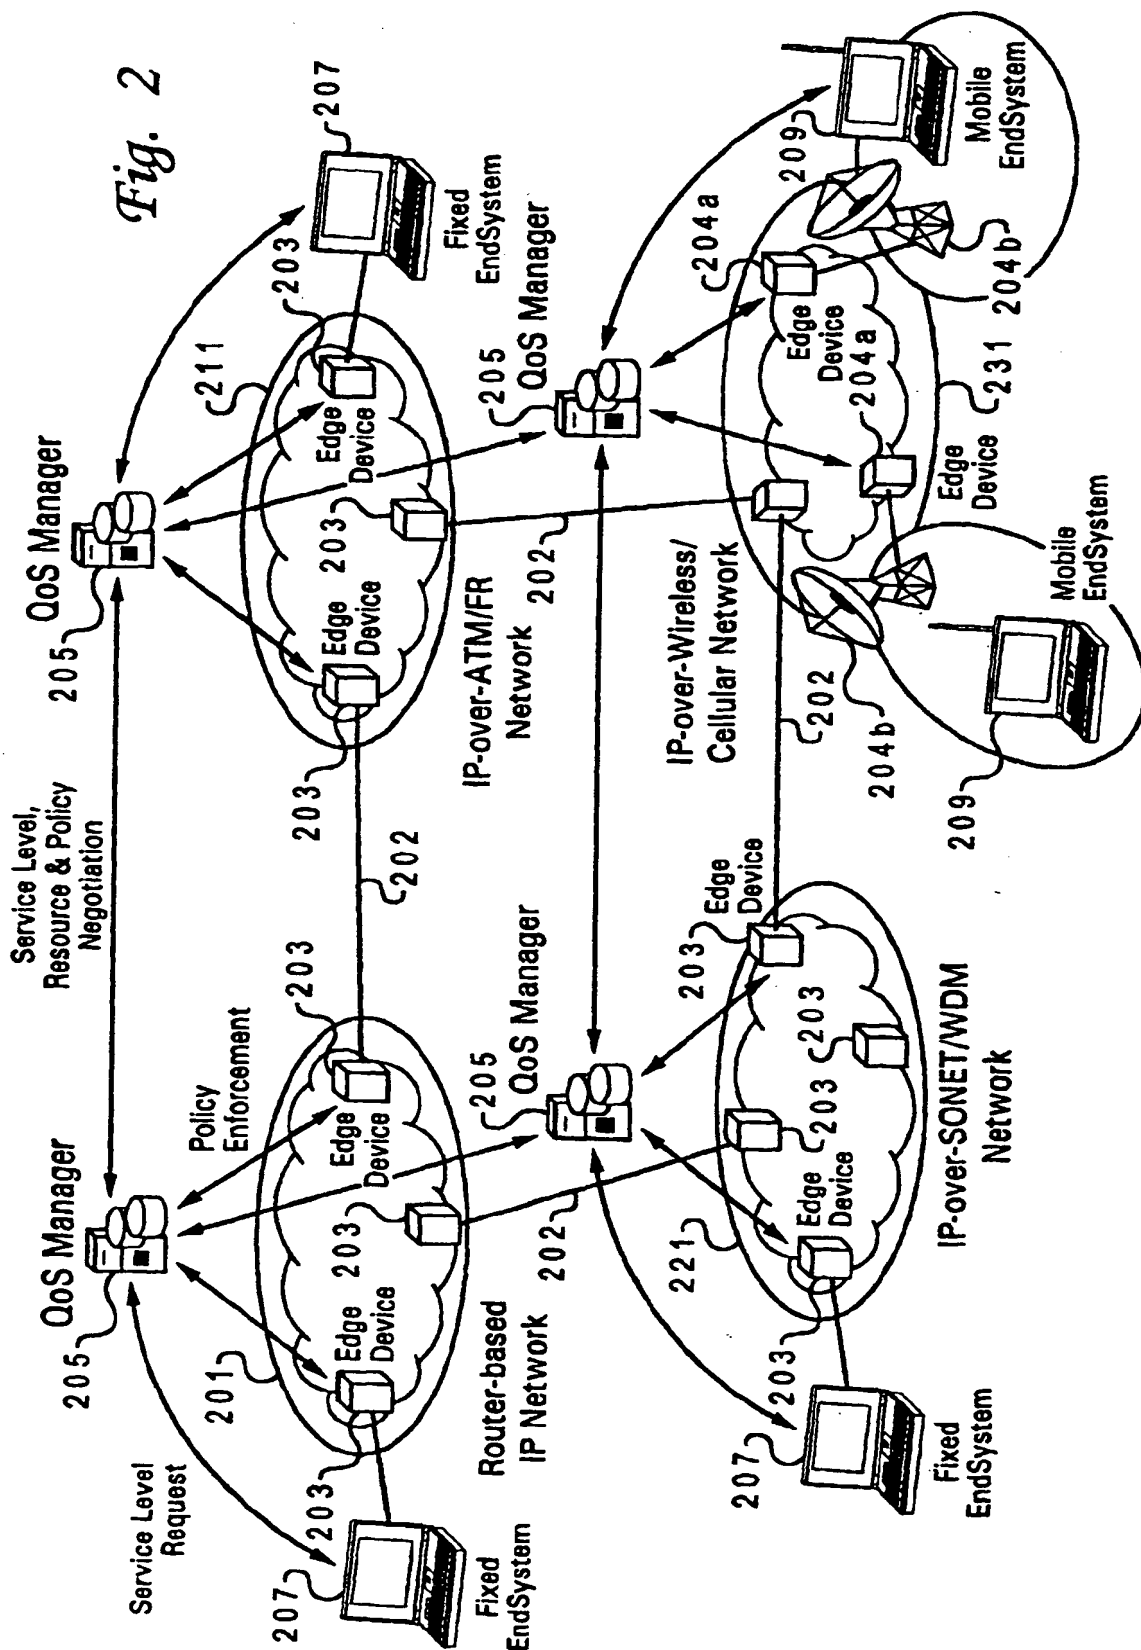 Fig. 2
Service Level,
Resource & Policy
Negotiation
QoS Manager
205
QoS Manager
205
Service Level
Request
Policy
Enforcement
201
203
Edge
Device
203
Edge
Device
203
207
Fixed
EndSystem
Router-based
IP Network
202
211
203
Edge
Device
203
Edge
Device
203
207
Fixed
EndSystem
IP-over-ATM/FR
Network
202
202
205
QoS Manager
205
QoS Manager
221
203
Edge
Device
203
203
Edge
Device
203
207
Fixed
EndSystem
IP-over-SONET/WDM
Network
202
IP-over-Wireless/
Cellular Network
204a
Edge
Device
204a
Edge
Device
204b
204b
231
209
Mobile
EndSystem
209
Mobile
EndSystem